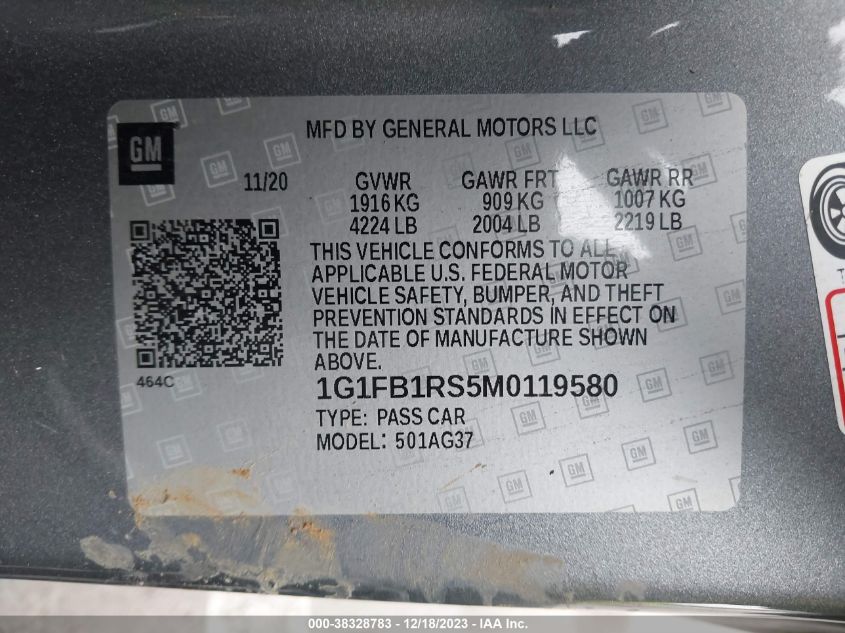 GM
MFD BY GENERAL MOTORS LLC
11/20 GVWR GAWR FRT GAWR RR
1916 KG 909 KG 1007 KG
4224 LB 2004 LB 2219 LB
THIS VEHICLE CONFORMS TO ALL
APPLICABLE U.S. FEDERAL MOTOR
VEHICLE SAFETY, BUMPER, AND THEFT
PREVENTION STANDARDS IN EFFECT ON
THE DATE OF MANUFACTURE SHOWN
ABOVE.
464C
1G1FB1RS5M0119580
TYPE: PASS CAR
MODEL: 501AG37
000-38328783 - 12/18/2023 - © IAA Inc.